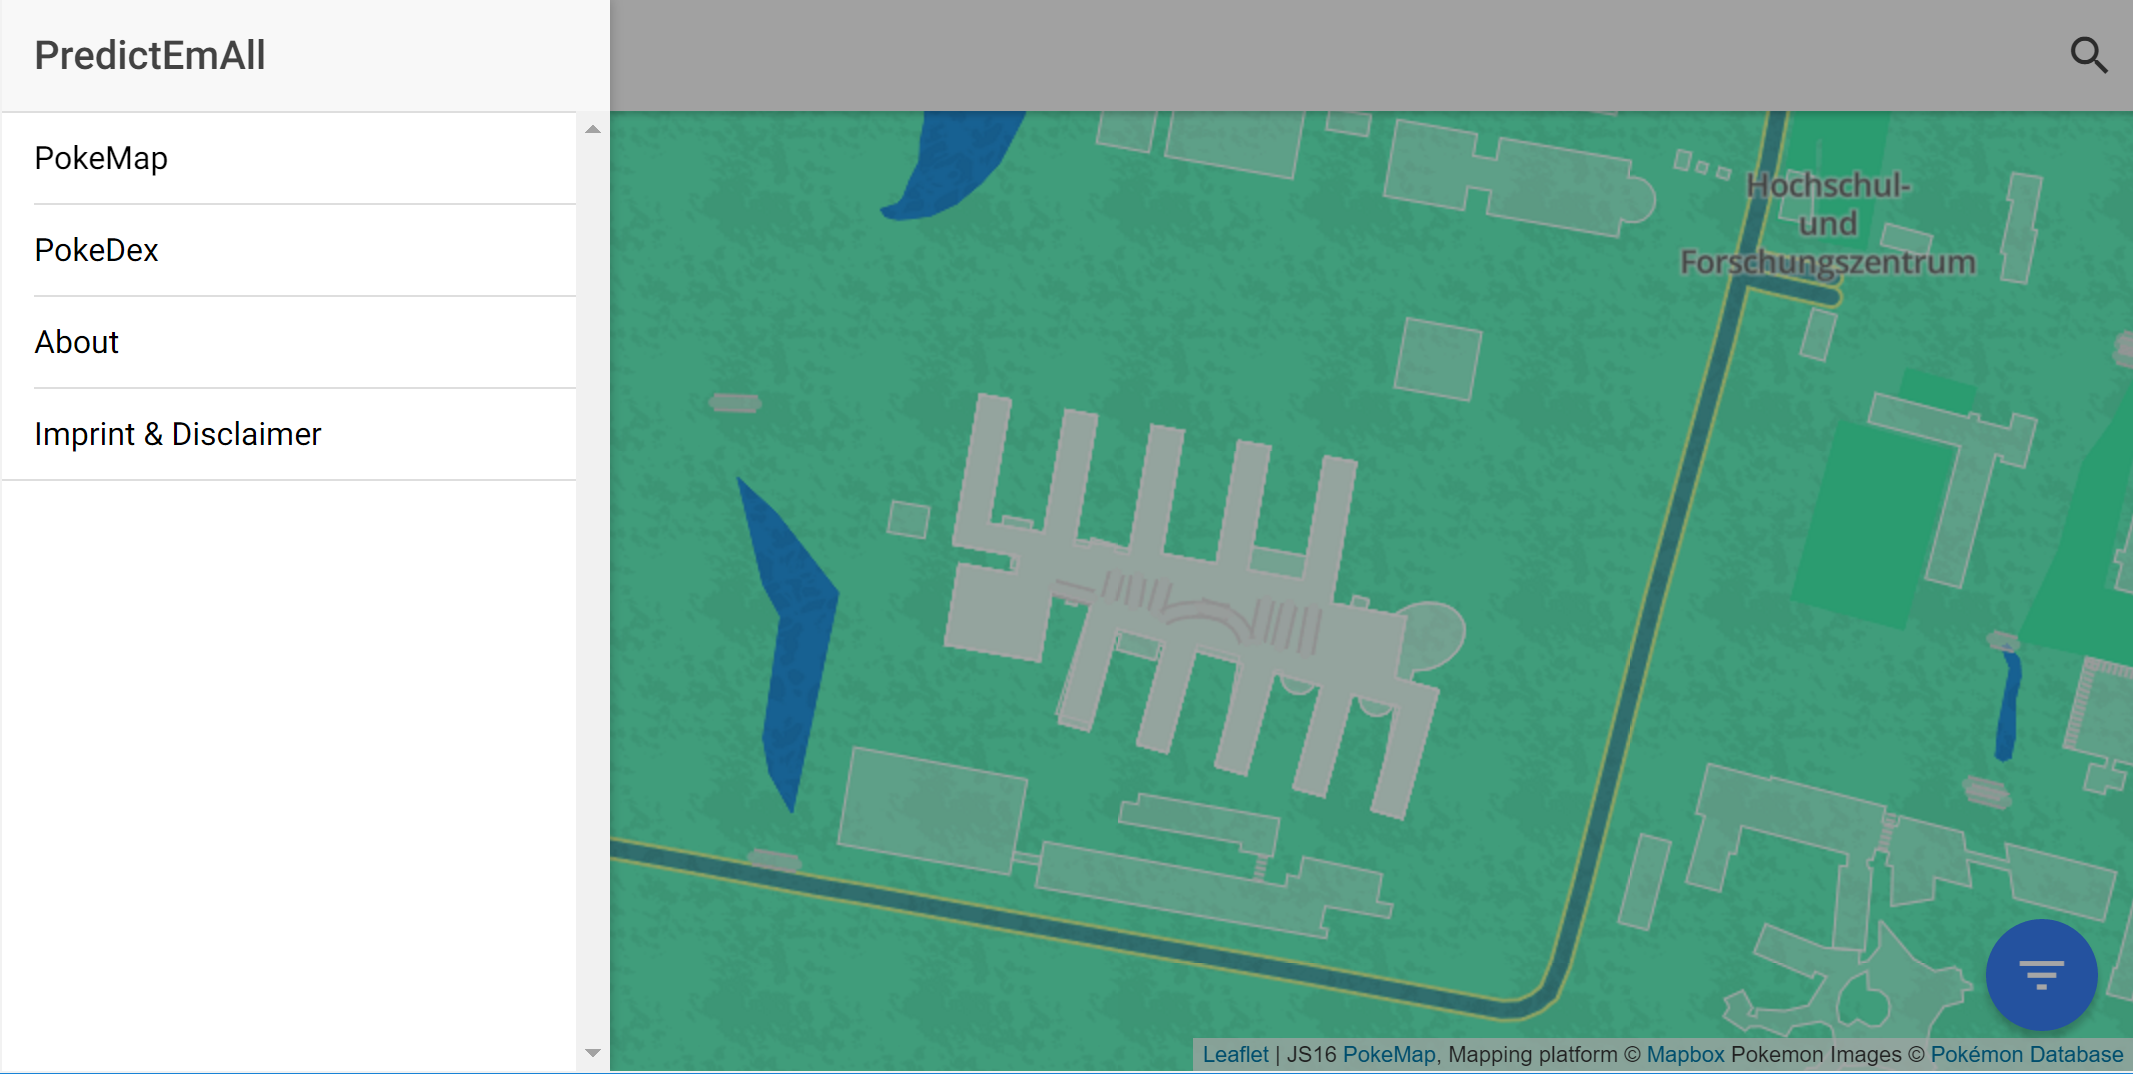 PredictEmAll
PokeMap
PokeDex
About
Imprint & Disclaimer
Hochschul-
und
Forschungszentrum
Leaflet | JS16 PokeMap, Mapping platform © Mapbox Pokemon Images © Pokémon Database